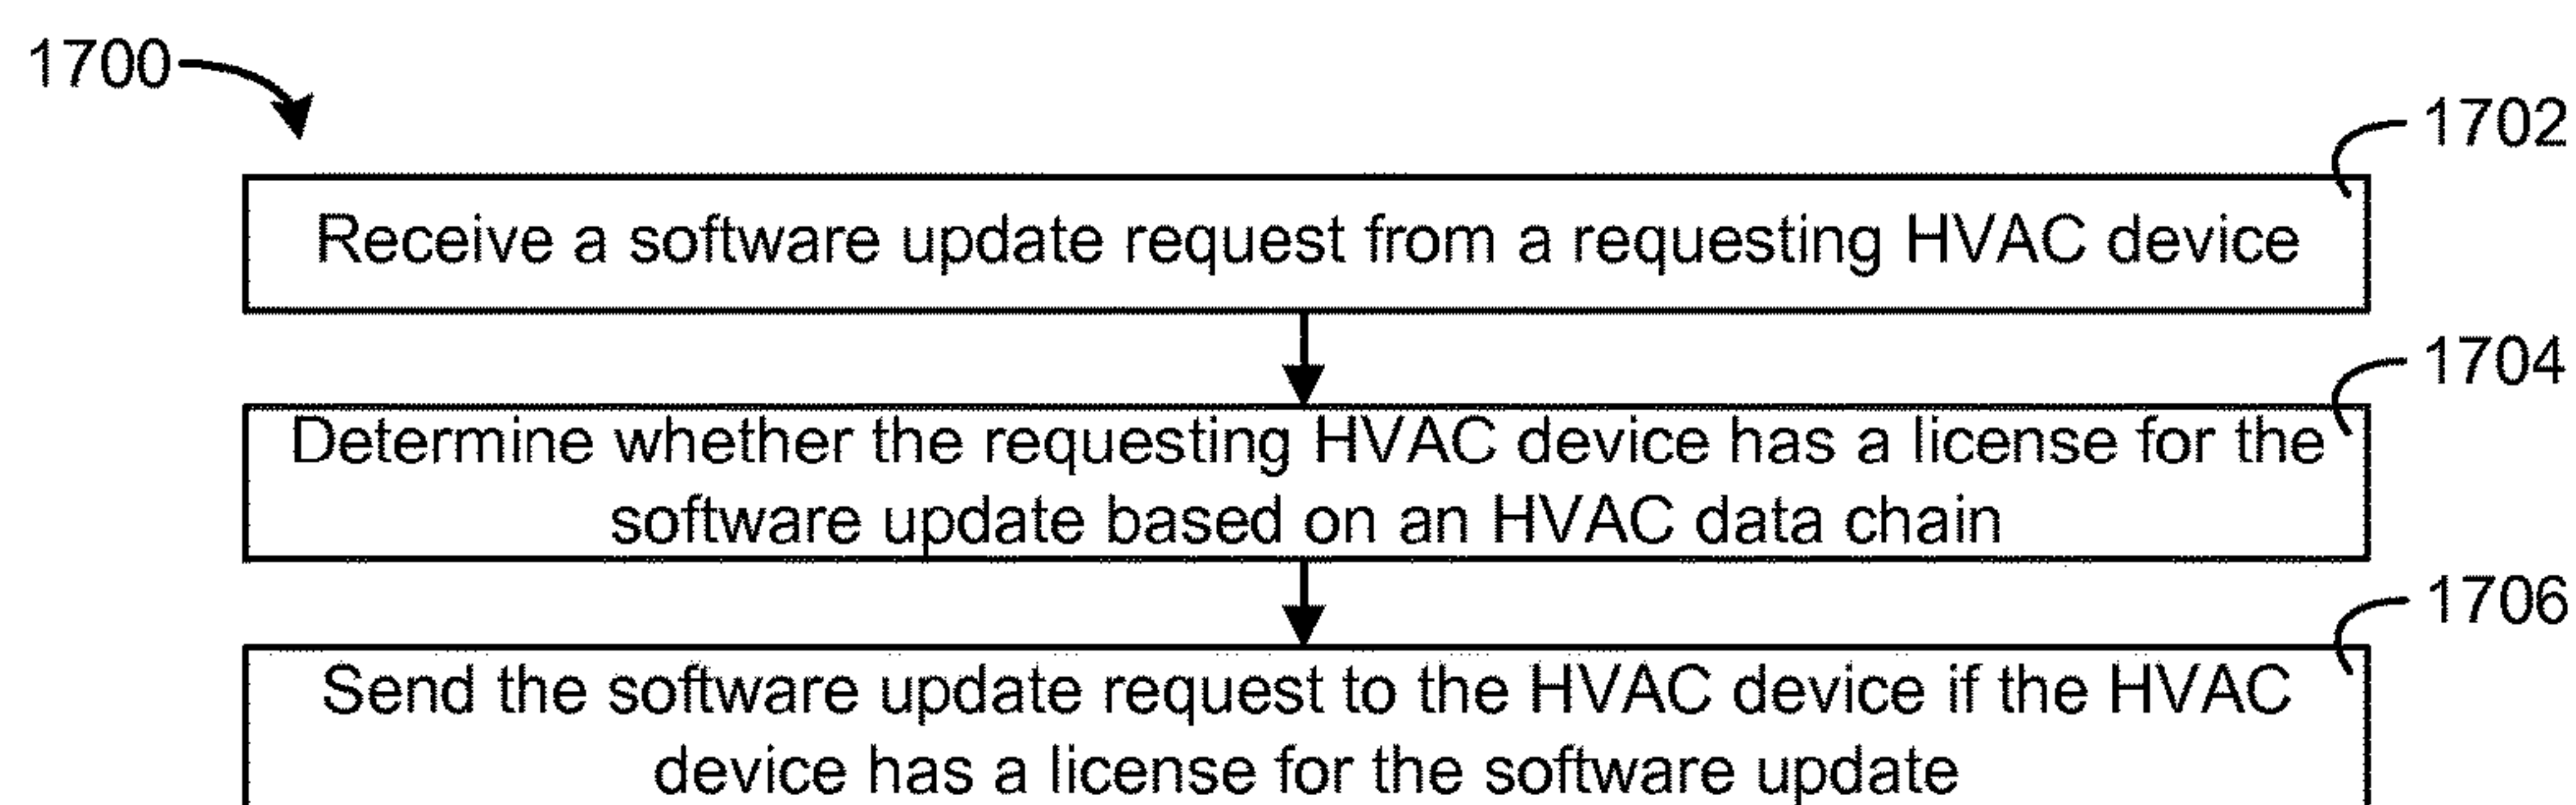 1700
1702
Receive a software update request from a requesting HVAC device
1704
Determine whether the requesting HVAC device has a license for the
software update based on an HVAC data chain
1706
Send the software update request to the HVAC device if the HVAC
device has a license for the software update